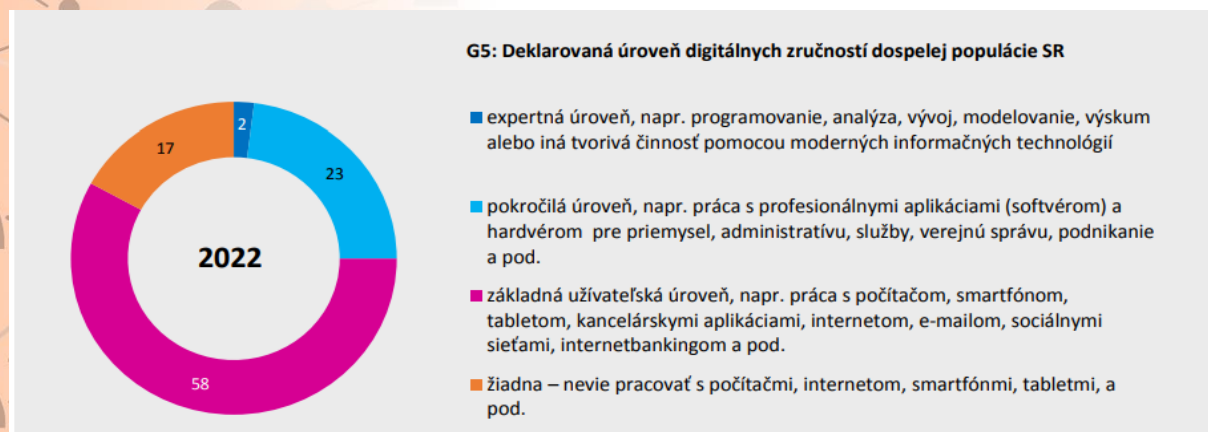 G5: Deklarovaná úroveň digitálnych zručností dospelej populácie SR
2
17
23
2022
58
expertná úroveň, napr. programovanie, analýza, vývoj, modelovanie, výskum
alebo iná tvorivá činnosť pomocou moderných informačných technológií
pokročilá úroveň, napr. práca s profesionálnymi aplikáciami (softvérom) a
hardvérom pre priemysel, administratívu, služby, verejnú správu, podnikanie
a pod.
základná užívateľská úroveň, napr. práca s počítačom, smartfónom,
tabletom, kancelárskymi aplikáciami, internetom, e-mailom, sociálnymi
sieťami, internetbankingom a pod.
žiadna – nevie pracovať s počítačmi, internetom, smartfónmi, tabletmi, a
pod.